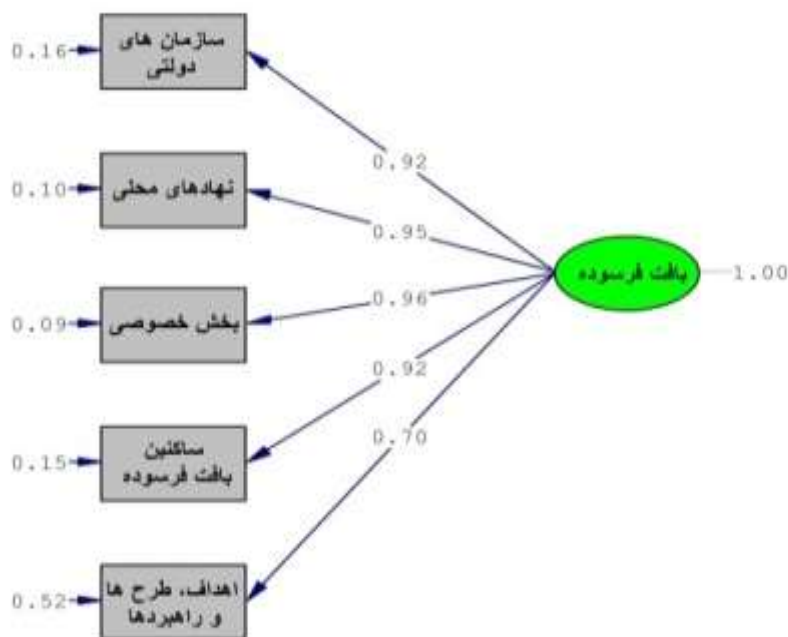 0.16
سازمان های
دولتی
0.92
0.10
نهادهای محلی
0.95
بافت فرسوده
1.00
0.09
بخش خصوصی
0.96
0.15
ساکنین
بافت فرسوده
0.92
0.70
0.52
اهداف، طرح ها
و راهبردها